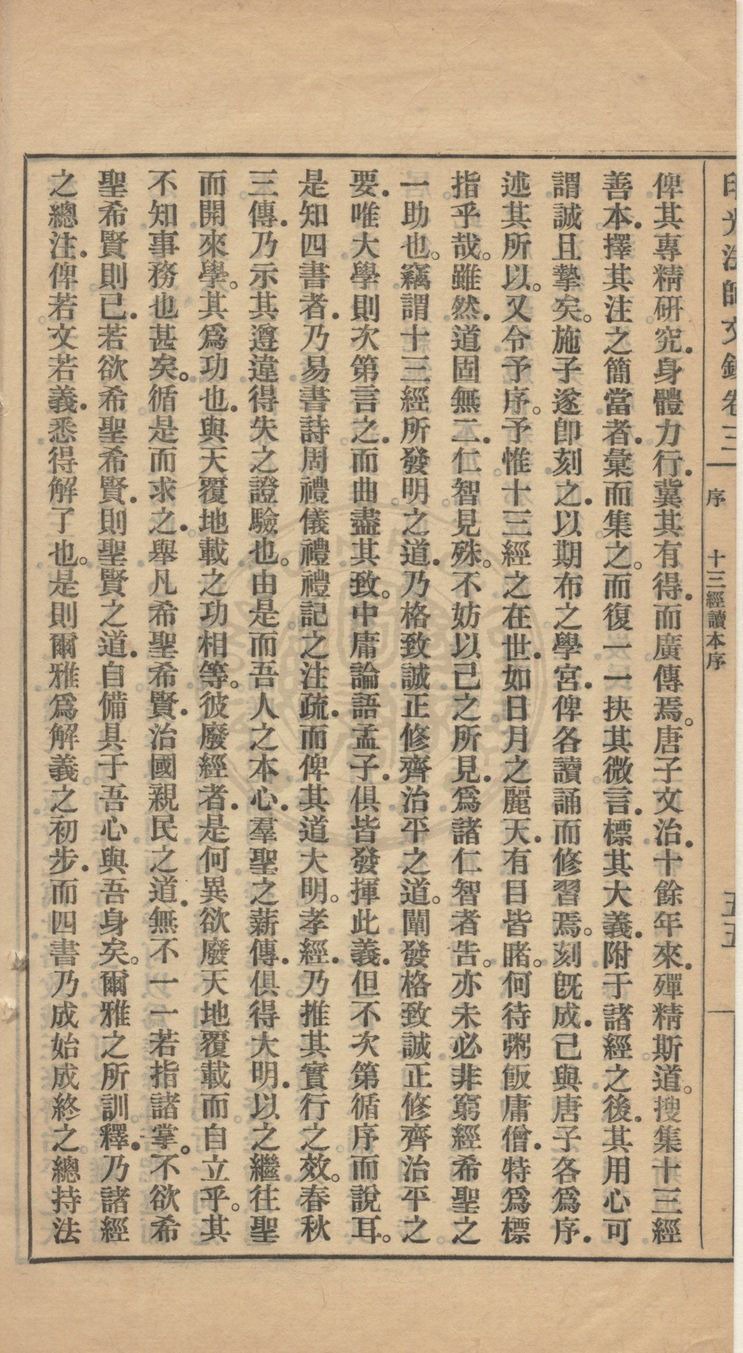 印光法師文鈔卷三 序 十三經讀本序 五五
俾其專精研究。身體力行。冀其有得而廣傳焉。唐子文治。十餘年來。殫精斯道。搜集十三經
善本。擇其注之簡當者。彙而集之。而復一一抉其微言。標其大義。附于諸經之後。其用心可
謂誠且摯矣。施子遂卽刻之。以期布之學宮。俾各讀誦而修習焉。刻旣成。己與唐子各爲序。
述其所以。又令予序。予惟十三經之在世。如日月之麗天。有目皆睹。何待粥飯庸僧。特爲標
指乎哉。雖然。道固無二。仁智見殊。不妨以己之所見。爲諸仁智者告。亦未必非窮經希聖之
一助也。竊謂十三經所發明之道。乃格致誠正修齊治平之道。闡發格致誠正修齊治平之
要。唯大學則次第言之。而曲盡其致。中庸論語孟子。俱皆發揮此義。但不次第循序而說耳。
是知四書者。乃易書詩周禮儀禮禮記之注疏。而俾其道大明。孝經。乃推其實行之效。春秋
三傳。乃示其遵違得失之證驗也。由是而吾人之本心。羣聖之薪傳。俱得大明。以之繼往聖
而開來學。其爲功也。與天覆地載之功相等。彼廢經者。是何異欲廢天地覆載而自立乎。其
不知事務也甚矣。循是而求之。舉凡希聖希賢。治國親民之道。無不一一若指諸掌。不欲希
聖希賢則已。若欲希聖希賢。則聖賢之道。自備具于吾心與吾身矣。爾雅之所訓釋。乃諸經
之總注。俾若文若義。悉得解了也。是則爾雅爲解義之初步。而四書乃成始成終之總持法